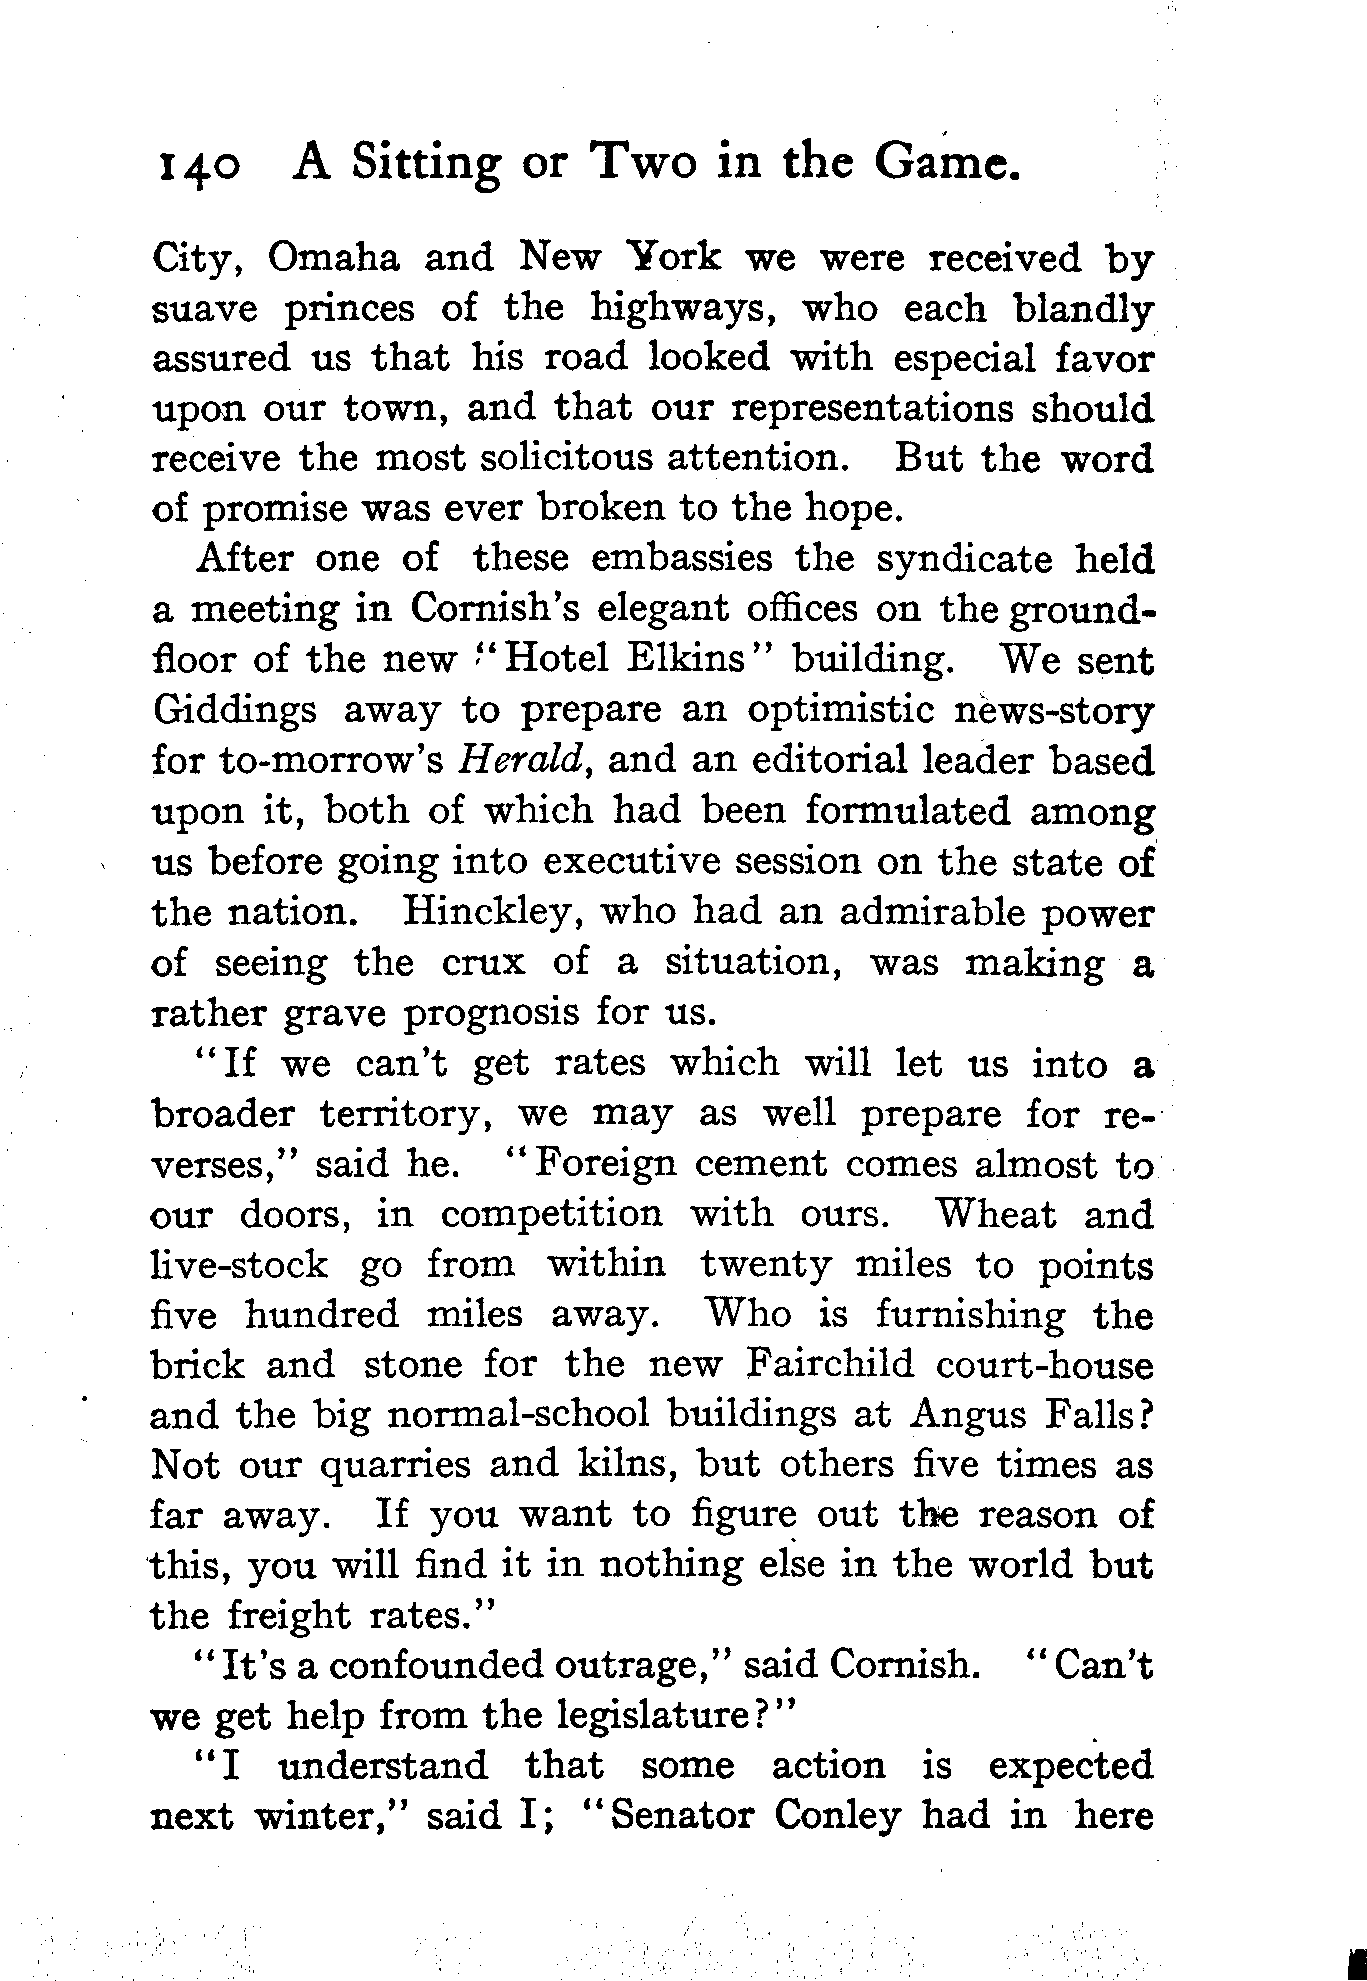 140 A Sitting or Two in the Game.
City, Omaha and New York we were received by
suave princes of the highways, who each blandly
assured us that his road looked with especial favor
upon our town, and that our representations should
receive the most solicitous attention. But the word
of promise was ever broken to the hope.
After one of these embassies the syndicate held
a meeting in Cornish's elegant offices on the ground-
floor of the new "Hotel Elkins" building. We sent
Giddings away to prepare an optimistic news-story
for to-morrow's Herald, and an editorial leader based
upon it, both of which had been formulated among
us before going into executive session on the state of
the nation. Hinckley, who had an admirable power
of seeing the crux of a situation, was making a
rather grave prognosis for us.
"If we can't get rates which will let us into a
broader territory, we may as well prepare for re-
verses," said he. "Foreign cement comes almost to
our doors, in competition with ours. Wheat and
live-stock go from within twenty miles to points
five hundred miles away. Who is furnishing the
brick and stone for the new Fairchild court-house
and the big normal-school buildings at Angus Falls?
Not our quarries and kilns, but others five times as
far away. If you want to figure out the reason of
this, you will find it in nothing else in the world but
the freight rates."
"It's a confounded outrage," said Cornish. "Can't
we get help from the legislature?"
"I understand that some action is expected
next winter," said I; "Senator Conley had in here